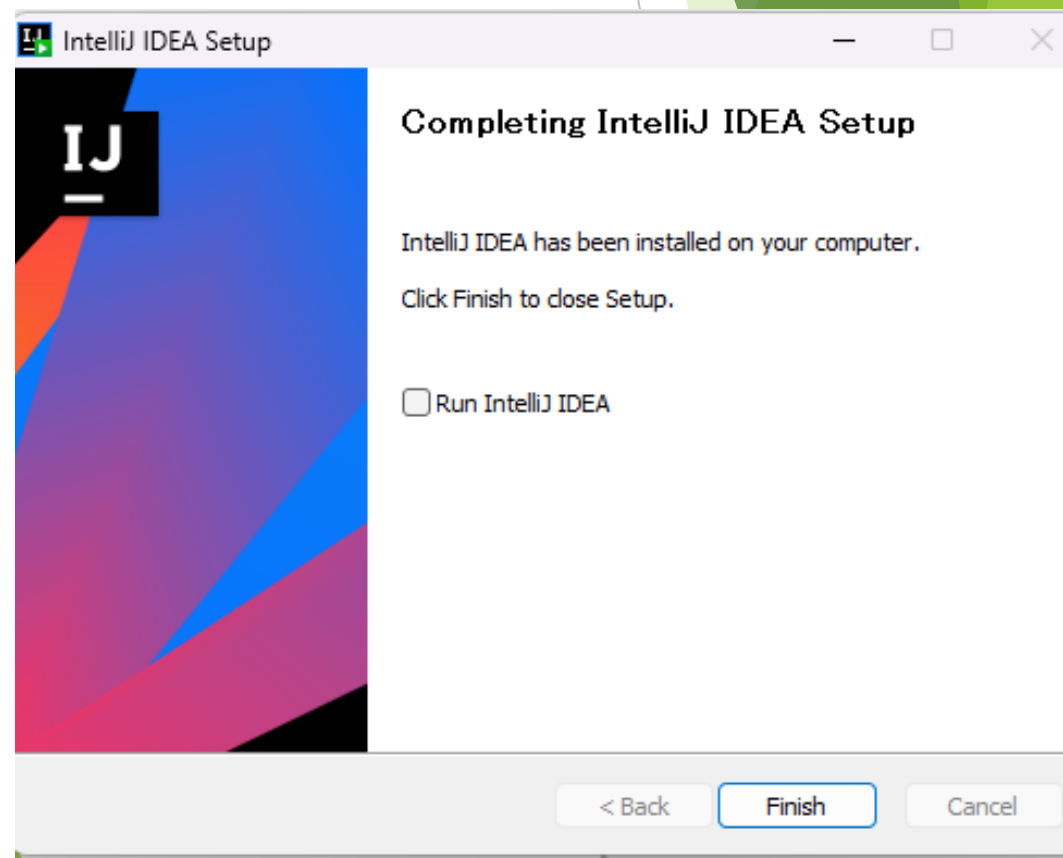 IJ IntelliJ IDEA Setup
IJ
Completing IntelliJ IDEA Setup
IntelliJ IDEA has been installed on your computer.
Click Finish to close Setup.
Run IntelliJ IDEA
< Back
Finish
Cancel